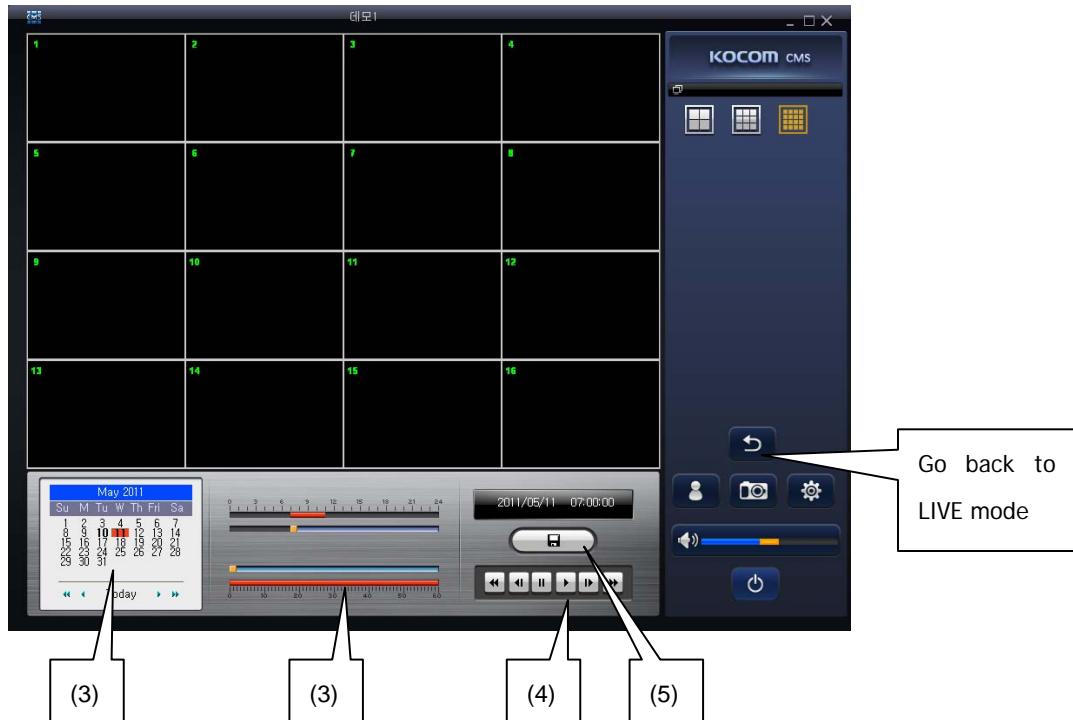 CMS 데모1
1 2 3 4
KOCOM CMS
5 6 7 8
9 10 11 12
13 14 15 16
Go back to
LIVE mode
May 2011
Su M Tu W Th Fri Sa
1 2 3 4 5 6 7
8 9 10 11 12 13 14
15 16 17 18 19 20 21
22 23 24 25 26 27 28
29 30 31
Today
0 3 6 9 12 15 18 21 24
0 10 20 30 40 50 60
2011/05/11 07:00:00
(3) (3) (4) (5)